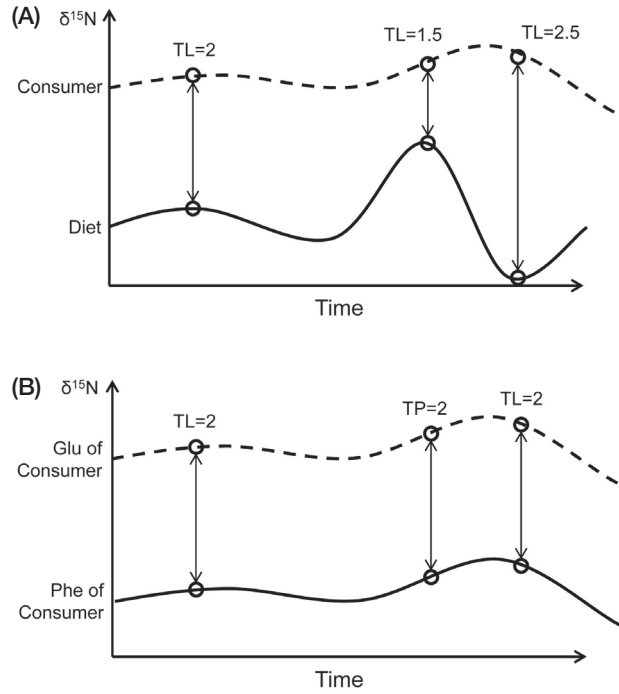 (A)
δ¹⁵N
TL=2
TL=1.5
TL=2.5
Consumer
Diet
Time
(B)
δ¹⁵N
TL=2
TP=2
TL=2
Glu of
Consumer
Phe of
Consumer
Time